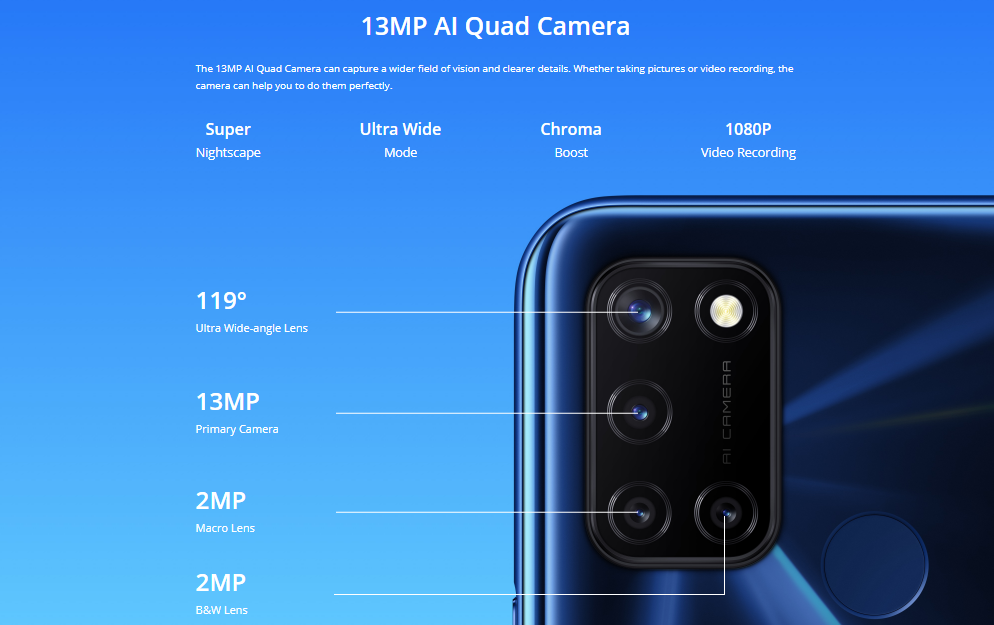 13MP AI Quad Camera
The 13MP AI Quad Camera can capture a wider field of vision and clearer details. Whether taking pictures or video recording, the
camera can help you to do them perfectly.
Super
Nightscape
Ultra Wide
Mode
Chroma
Boost
1080P
Video Recording
119°
Ultra Wide-angle Lens
13MP
Primary Camera
2MP
Macro Lens
2MP
B&W Lens
AI CAMERA